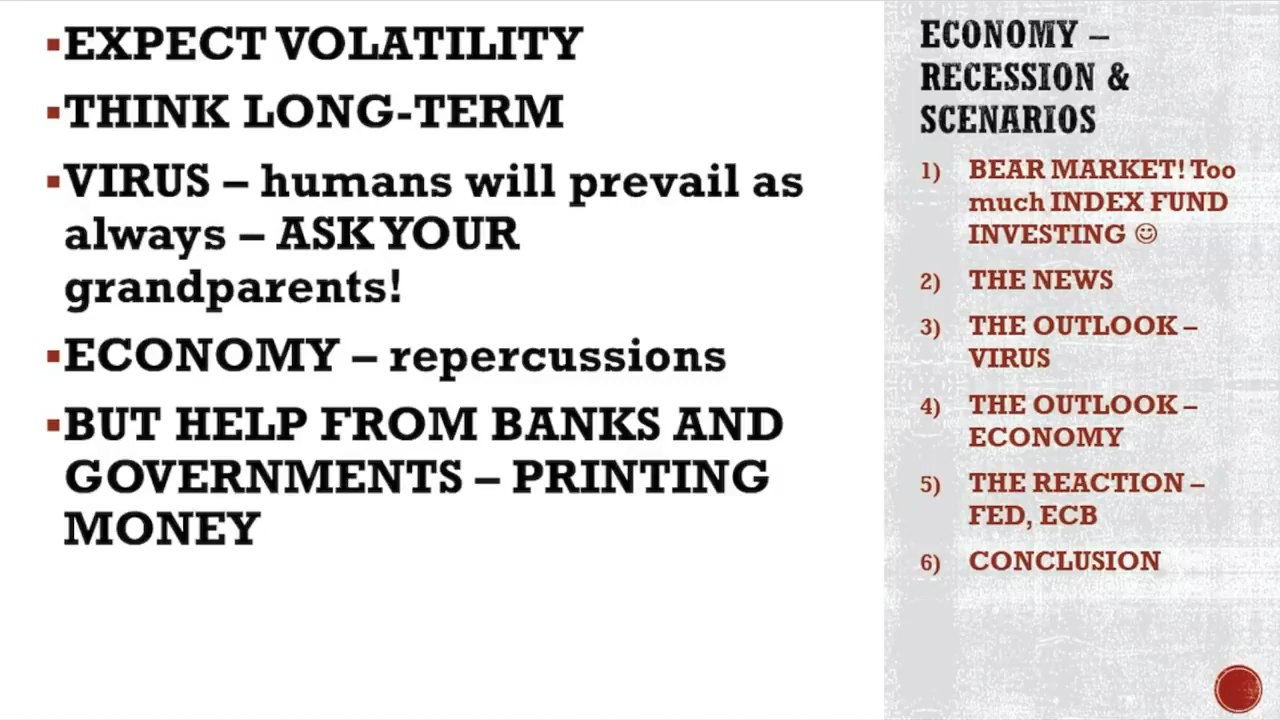 ▪EXPECT VOLATILITY
▪THINK LONG-TERM
▪VIRUS – humans will prevail as
always – ASK YOUR
grandparents!
▪ECONOMY – repercussions
▪BUT HELP FROM BANKS AND
GOVERNMENTS – PRINTING
MONEY
ECONOMY –
RECESSION &
SCENARIOS
1) BEAR MARKET! Too
much INDEX FUND
INVESTING ☺
2) THE NEWS
3) THE OUTLOOK –
VIRUS
4) THE OUTLOOK –
ECONOMY
5) THE REACTION –
FED, ECB
6) CONCLUSION